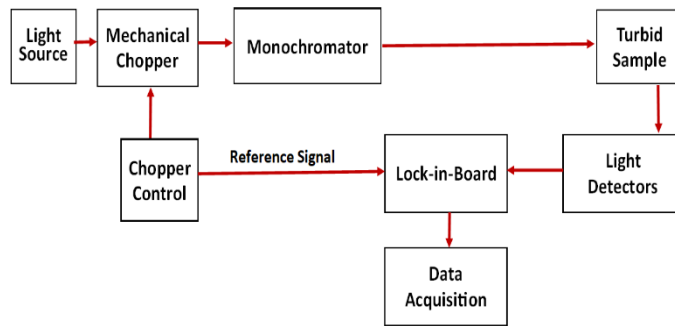 Light
Source
Mechanical
Chopper
Monochromator
Turbid
Sample
Chopper
Control
Reference Signal
Lock-in-Board
Light
Detectors
Data
Acquisition